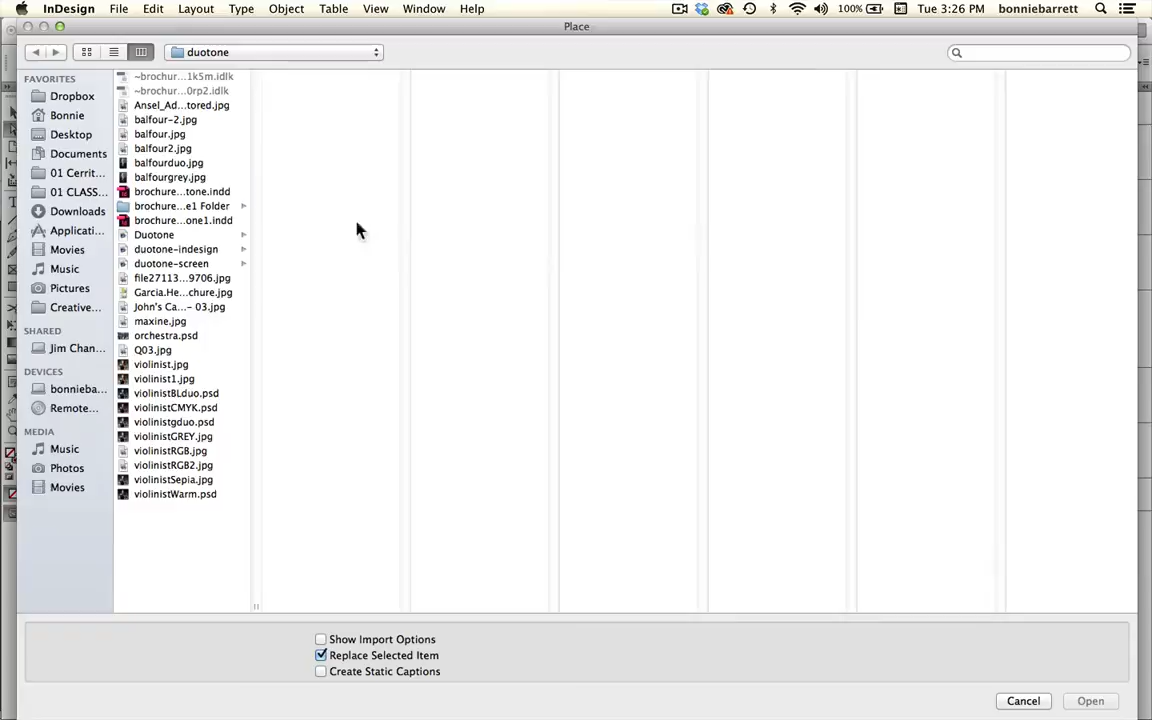 InDesign File Edit Layout Type Object Table View Window Help 100% Tue 3:26 PM bonniebarrett
Place
duotone
FAVORITES
Dropbox
Bonnie
Desktop
Documents
01 Cerrit...
01 CLASS...
Downloads
Applicati...
Movies
Music
Pictures
Creative...
SHARED
Jim Chan...
DEVICES
bonnieba...
Remote...
MEDIA
Music
Photos
Movies
~brochur...1k5m.idlk
~brochur...0rp2.idlk
Ansel_Ad...tored.jpg
balfour-2.jpg
balfour.jpg
balfour2.jpg
balfourduo.jpg
balfourgrey.jpg
brochure...tone.indd
brochure...e1 Folder
brochure...one1.indd
Duotone
duotone-indesign
duotone-screen
file27113...9706.jpg
Garcia.He...chure.jpg
John's Ca...- 03.jpg
maxine.jpg
orchestra.psd
Q03.jpg
violinist.jpg
violinist1.jpg
violinistBLduo.psd
violinistCMYK.psd
violinistgduo.psd
violinistGREY.jpg
violinistRGB.jpg
violinistRGB2.jpg
violinistSepia.jpg
violinistWarm.psd
Show Import Options
Replace Selected Item
Create Static Captions
Cancel Open